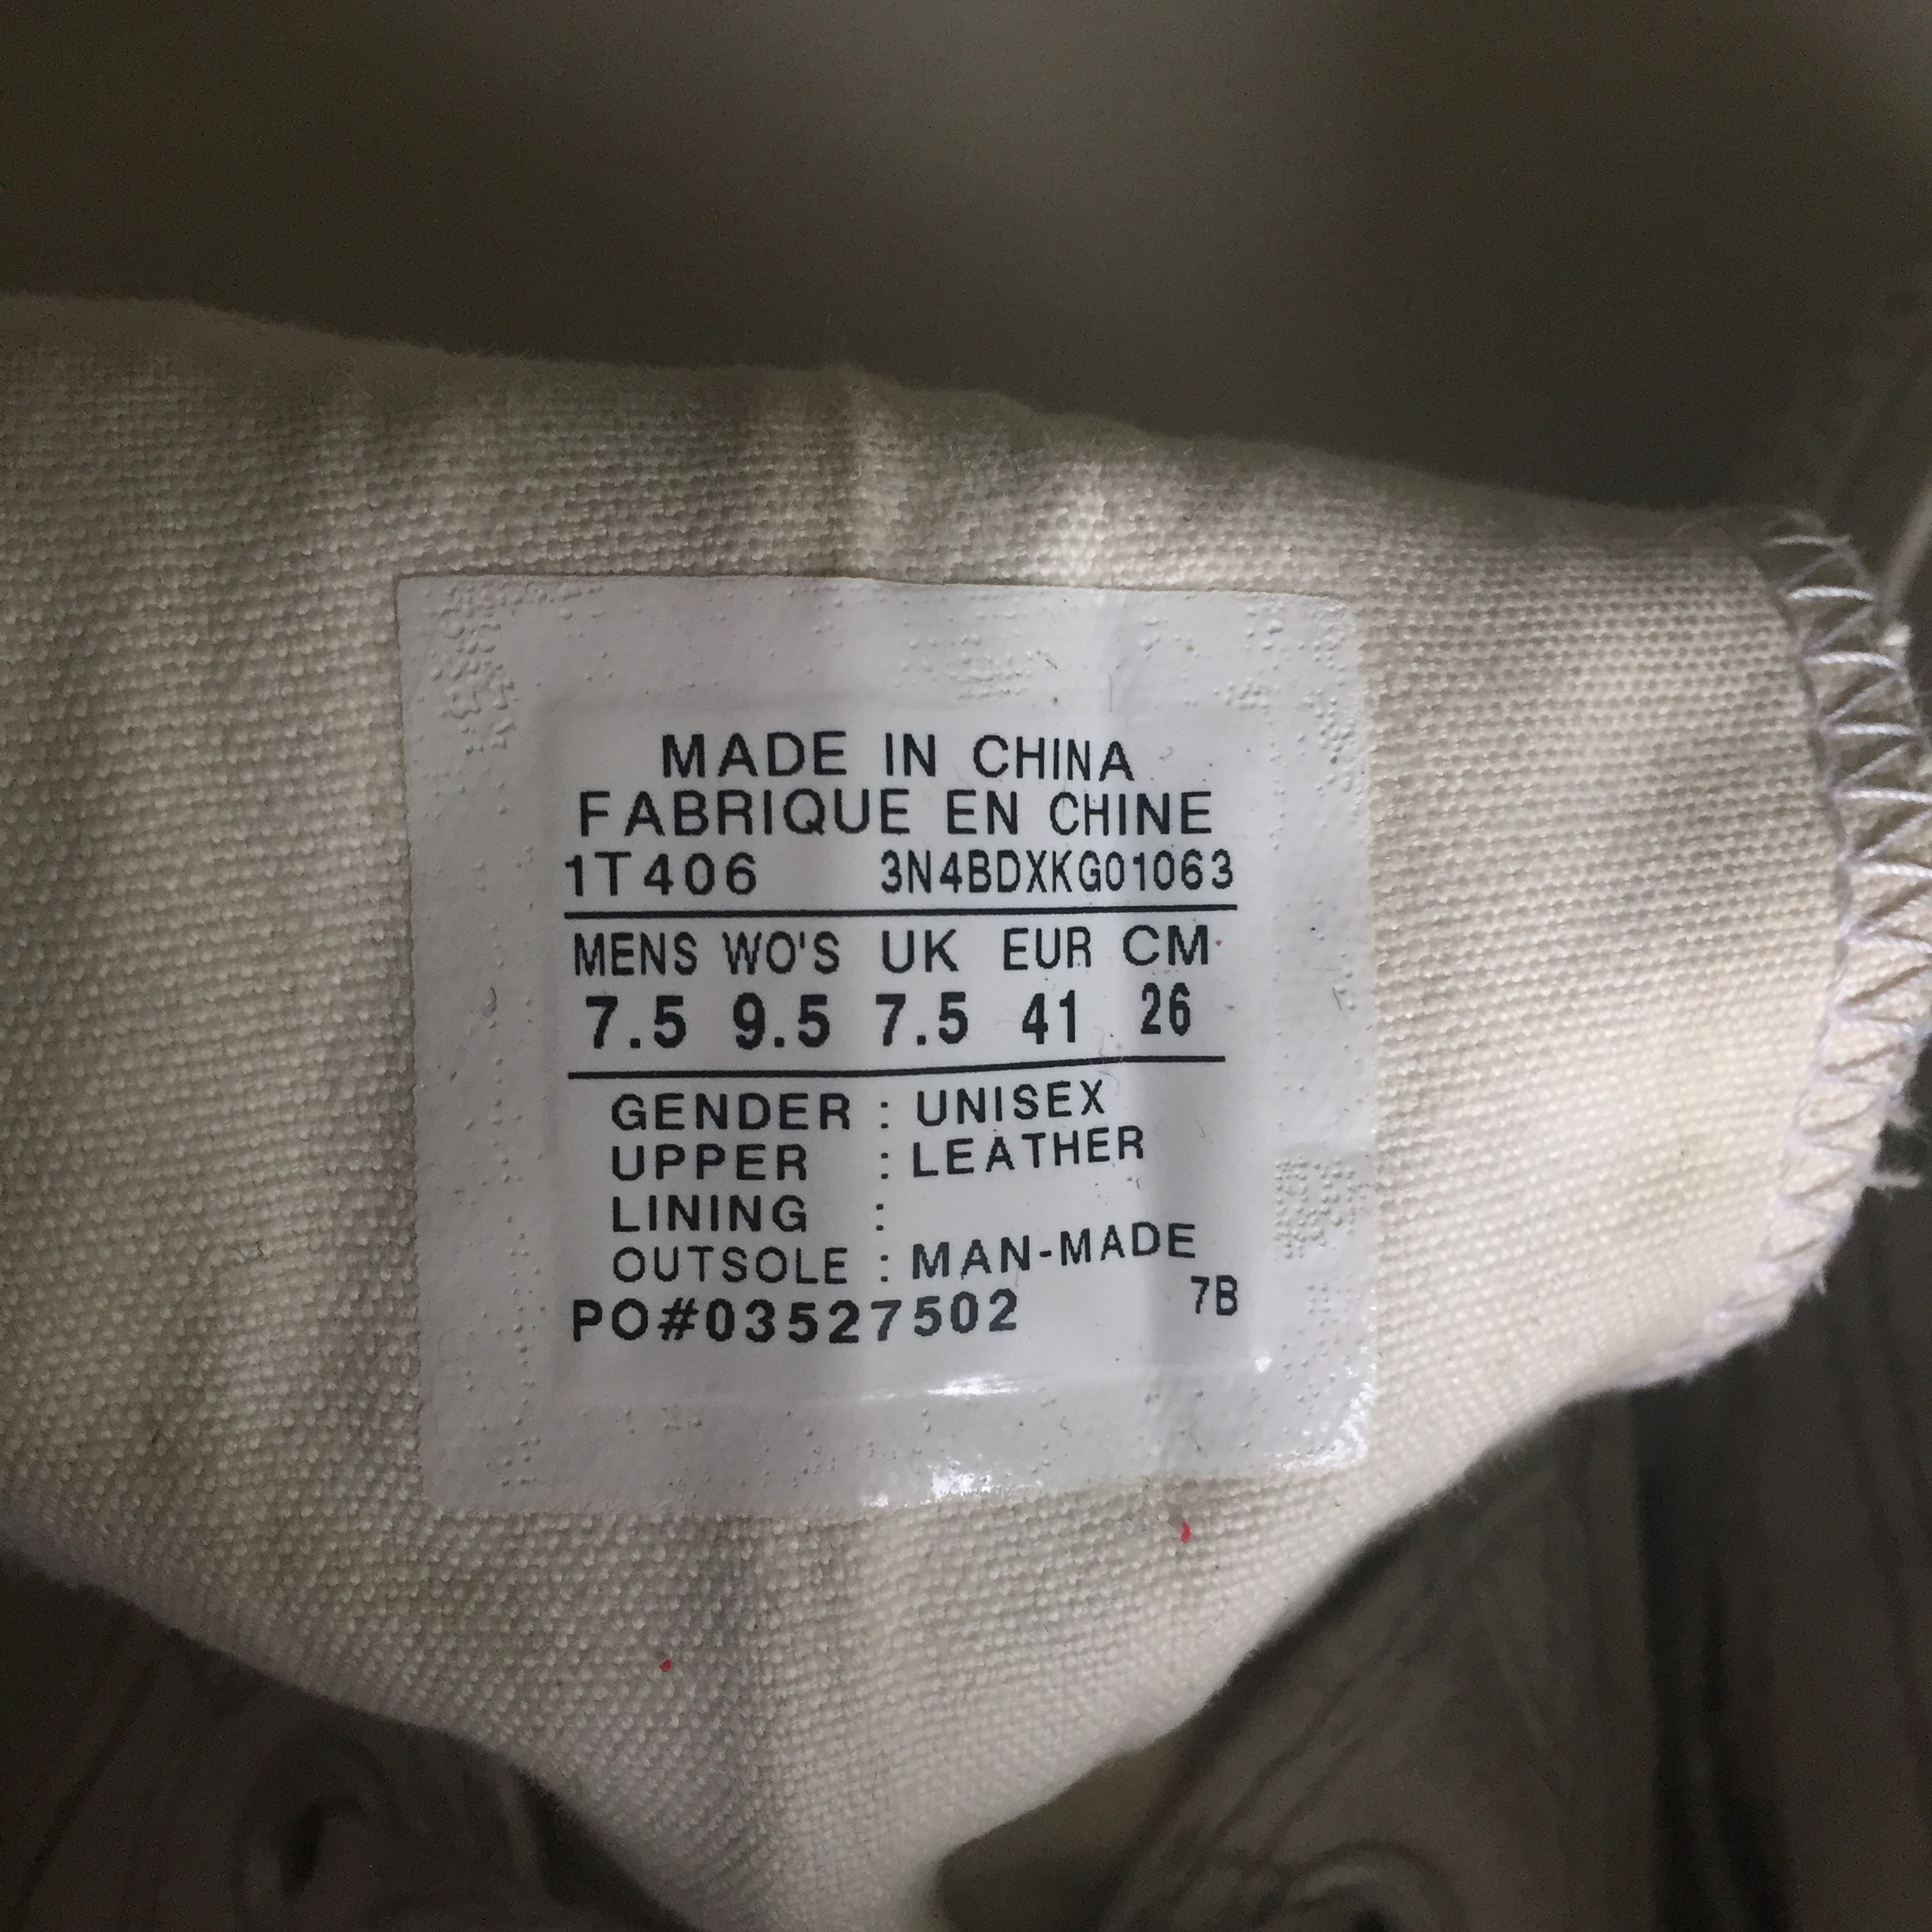 MADE IN CHINA
FABRIQUE EN CHINE
1T406 3N4BDXKG01063
MENS WO'S UK EUR CM
7.5 9.5 7.5 41 26
GENDER : UNISEX
UPPER : LEATHER
LINING :
OUTSOLE : MAN-MADE
PO#03527502 7B